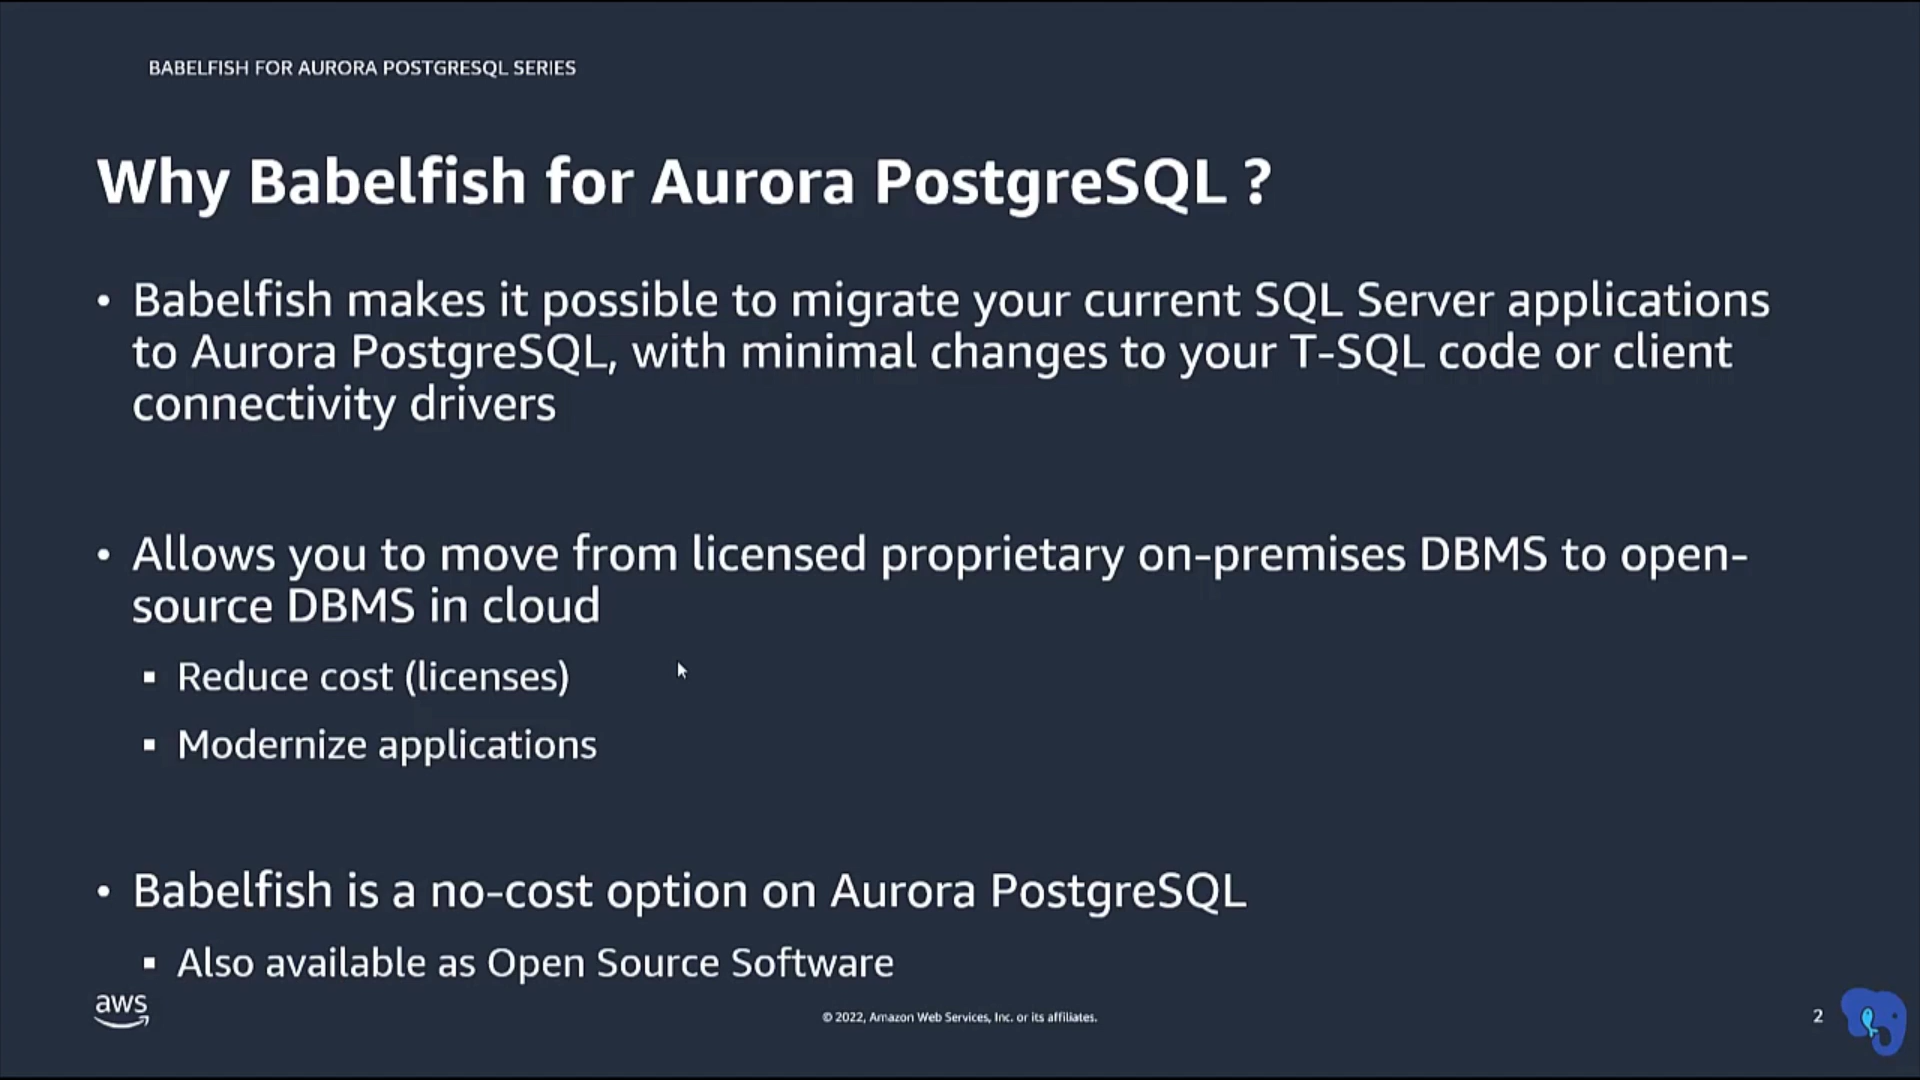 BABELFISH FOR AURORA POSTGRESQL SERIES
Why Babelfish for Aurora PostgreSQL ?
• Babelfish makes it possible to migrate your current SQL Server applications
to Aurora PostgreSQL, with minimal changes to your T-SQL code or client
connectivity drivers
• Allows you to move from licensed proprietary on-premises DBMS to open-
source DBMS in cloud
▪ Reduce cost (licenses)
▪ Modernize applications
• Babelfish is a no-cost option on Aurora PostgreSQL
▪ Also available as Open Source Software
aws
© 2022, Amazon Web Services, Inc. or its affiliates.
2